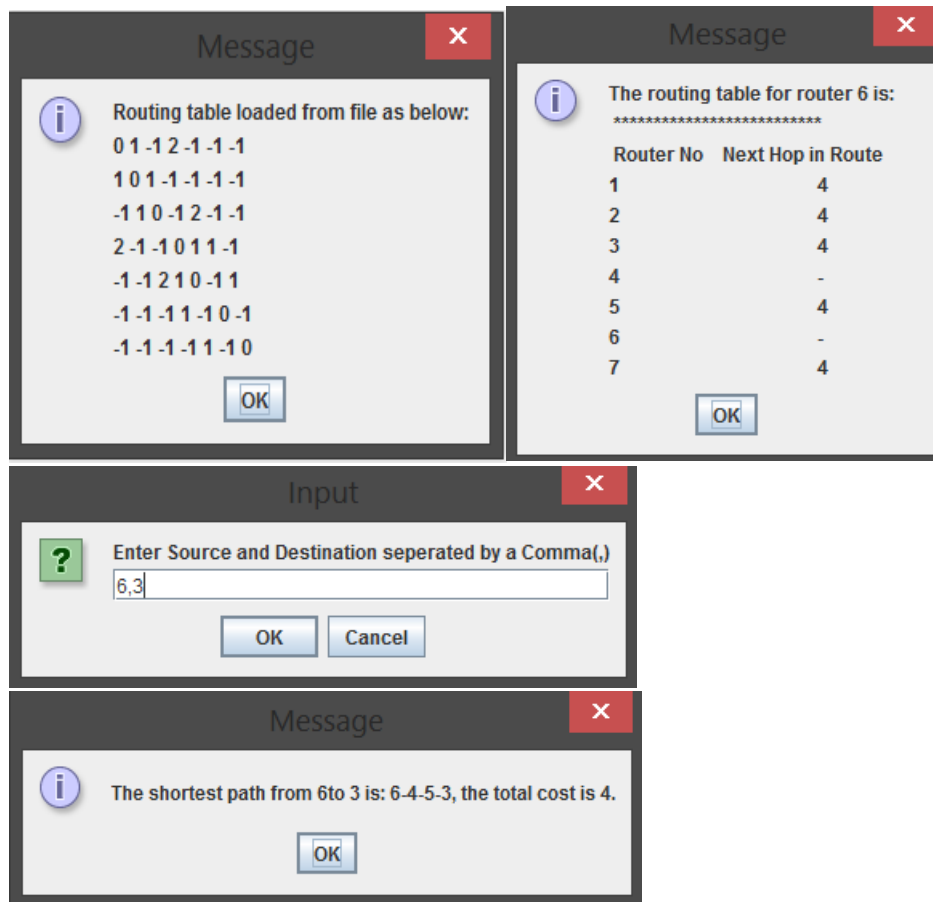 Message
x
Routing table loaded from file as below:
0 1 -1 2 -1 -1 -1
1 0 1 -1 -1 -1 -1
-1 1 0 -1 2 -1 -1
2 -1 -1 0 1 1 -1
-1 -1 2 1 0 -1 1
-1 -1 -1 1 -1 0 -1
-1 -1 -1 -1 1 -1 0
OK
Message
x
The routing table for router 6 is:
**************************
Router No Next Hop in Route
1 4
2 4
3 4
4 -
5 4
6 -
7 4
OK
Input
x
?
Enter Source and Destination seperated by a Comma(,)
6,3
OK Cancel
Message
x
The shortest path from 6to 3 is: 6-4-5-3, the total cost is 4.
OK